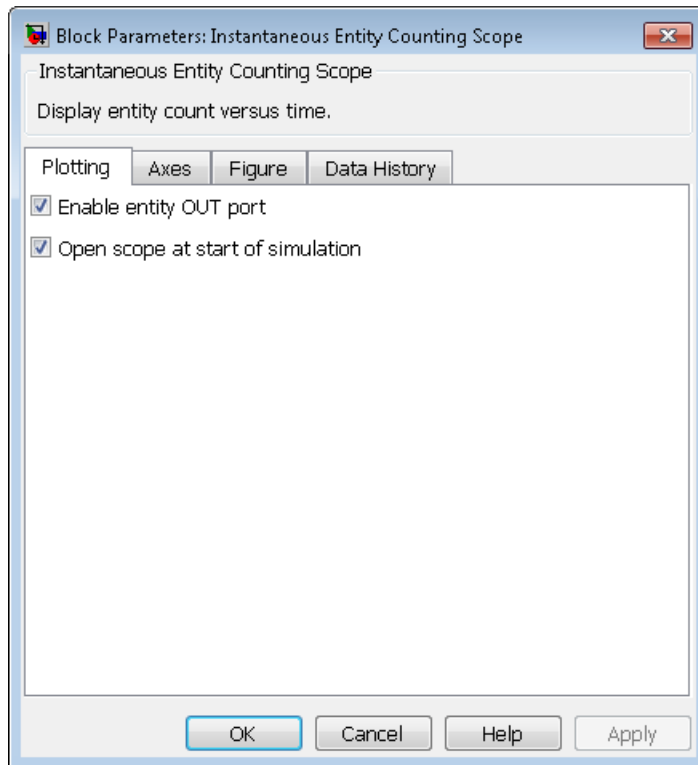 Block Parameters: Instantaneous Entity Counting Scope
Instantaneous Entity Counting Scope
Display entity count versus time.
Plotting Axes Figure Data History
Enable entity OUT port
Open scope at start of simulation
OK Cancel Help Apply